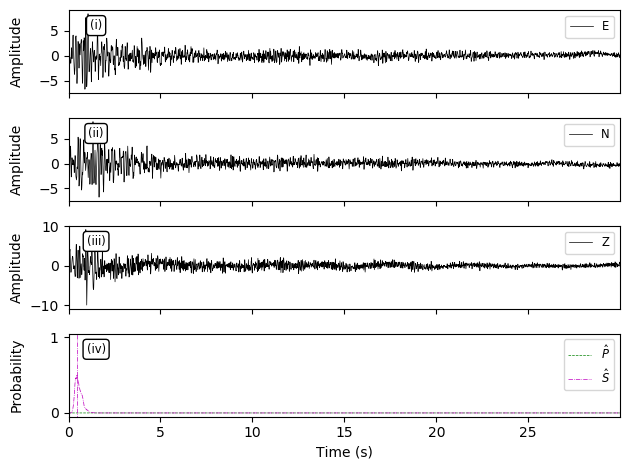 Amplitude
5
0
−5
(i)
E
Amplitude
5
0
−5
(ii)
N
Amplitude
10
0
−10
(iii)
Z
Probability
1
0
(iv)
P̂
Ŝ
0 5 10 15 20 25
Time (s)